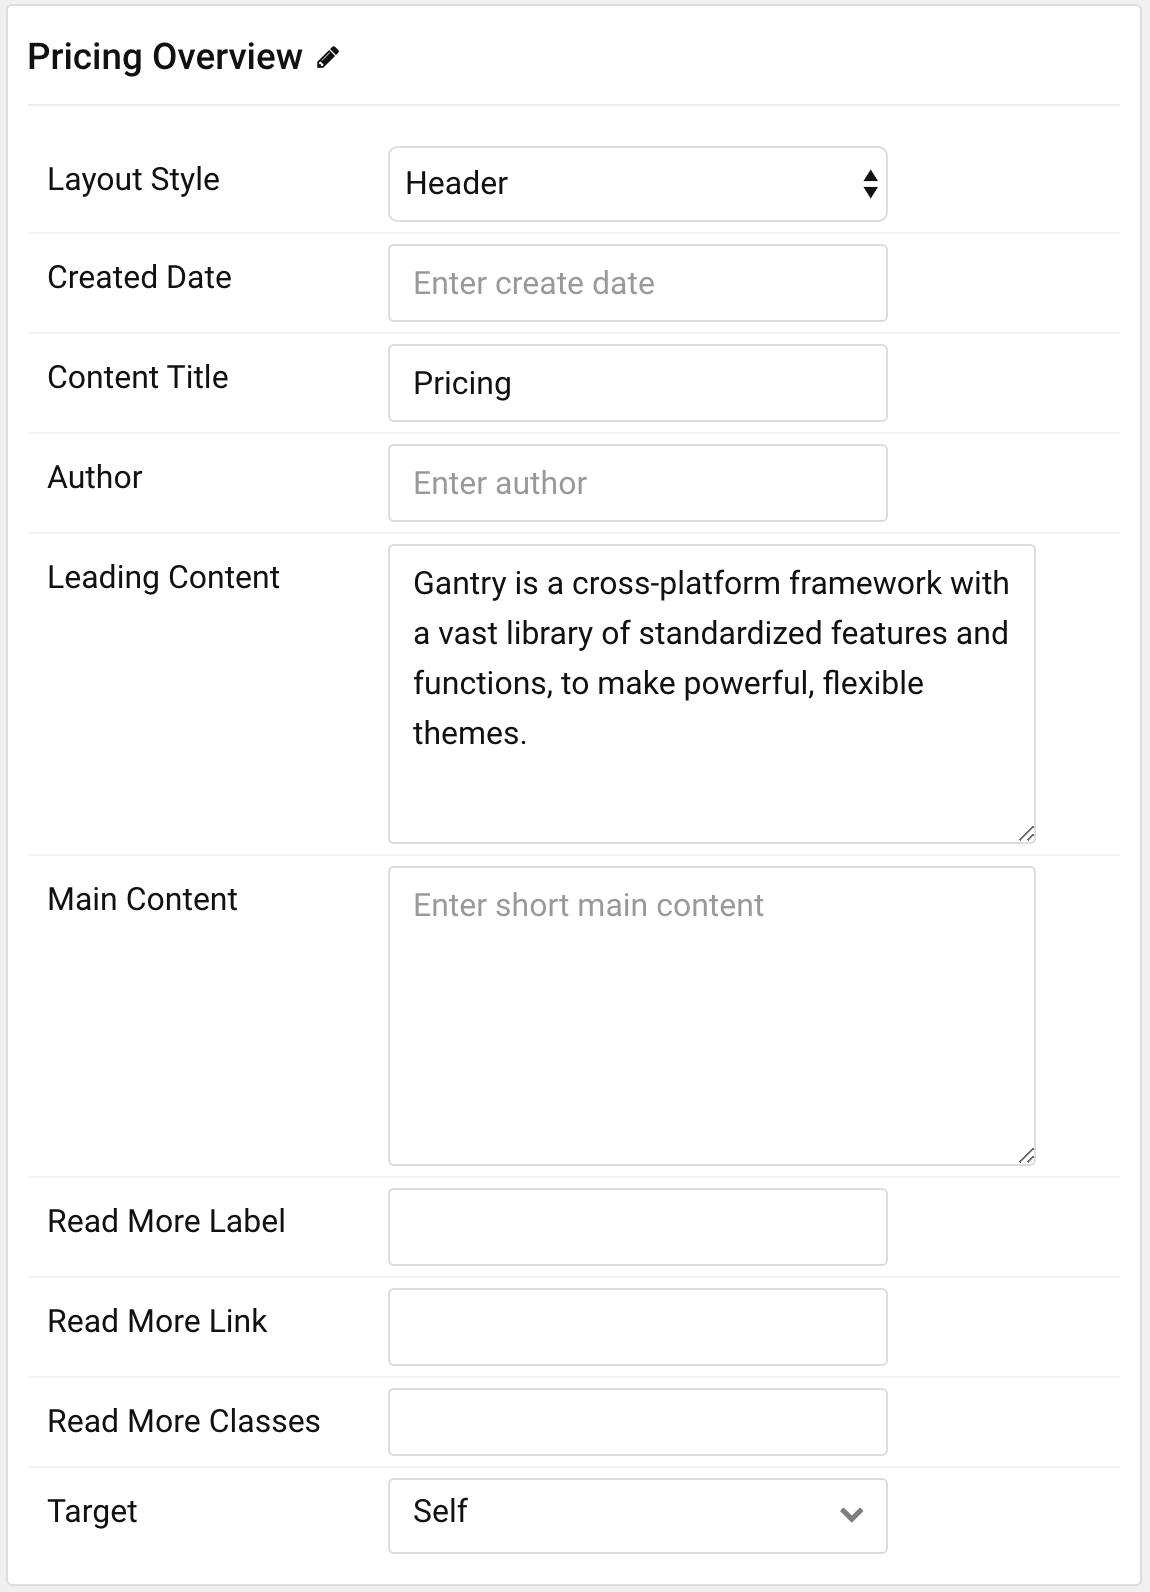 Pricing Overview
Layout Style
Header
Created Date
Enter create date
Content Title
Pricing
Author
Enter author
Leading Content
Gantry is a cross-platform framework with
a vast library of standardized features and
functions, to make powerful, flexible
themes.
Main Content
Enter short main content
Read More Label
Read More Link
Read More Classes
Target
Self